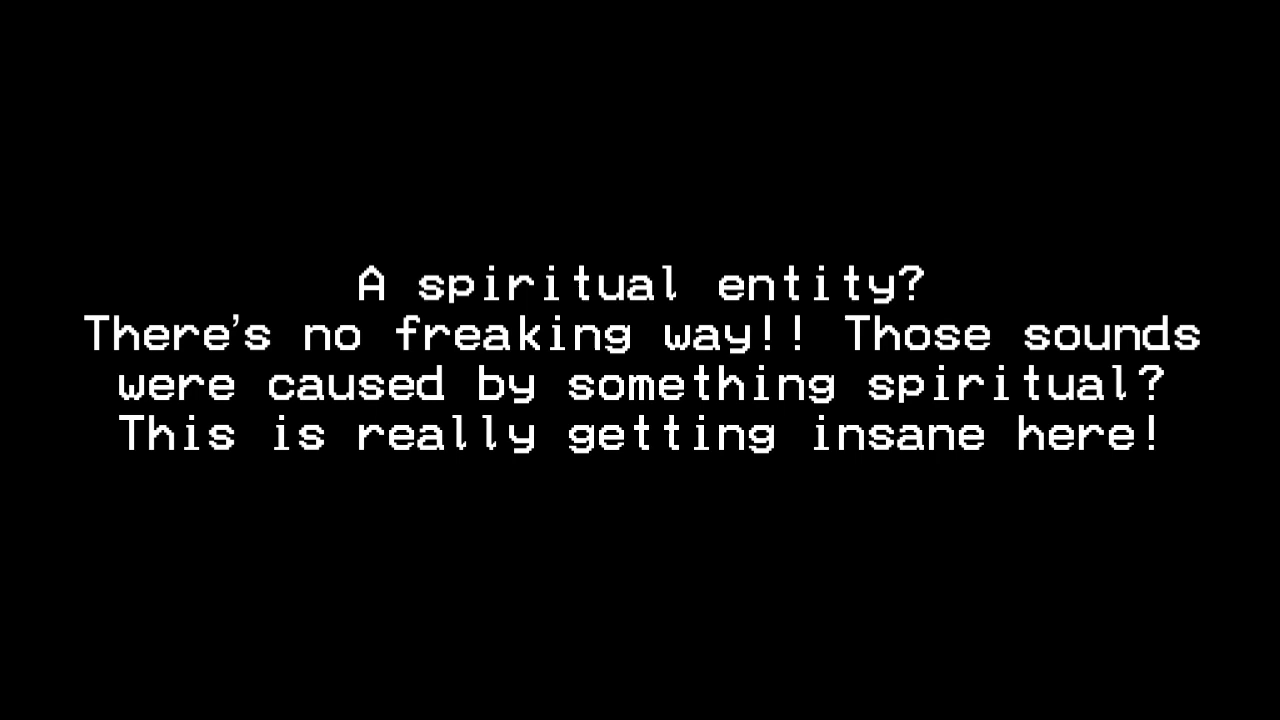 A spiritual entity?
There's no freaking way!! Those sounds
were caused by something spiritual?
This is really getting insane here!